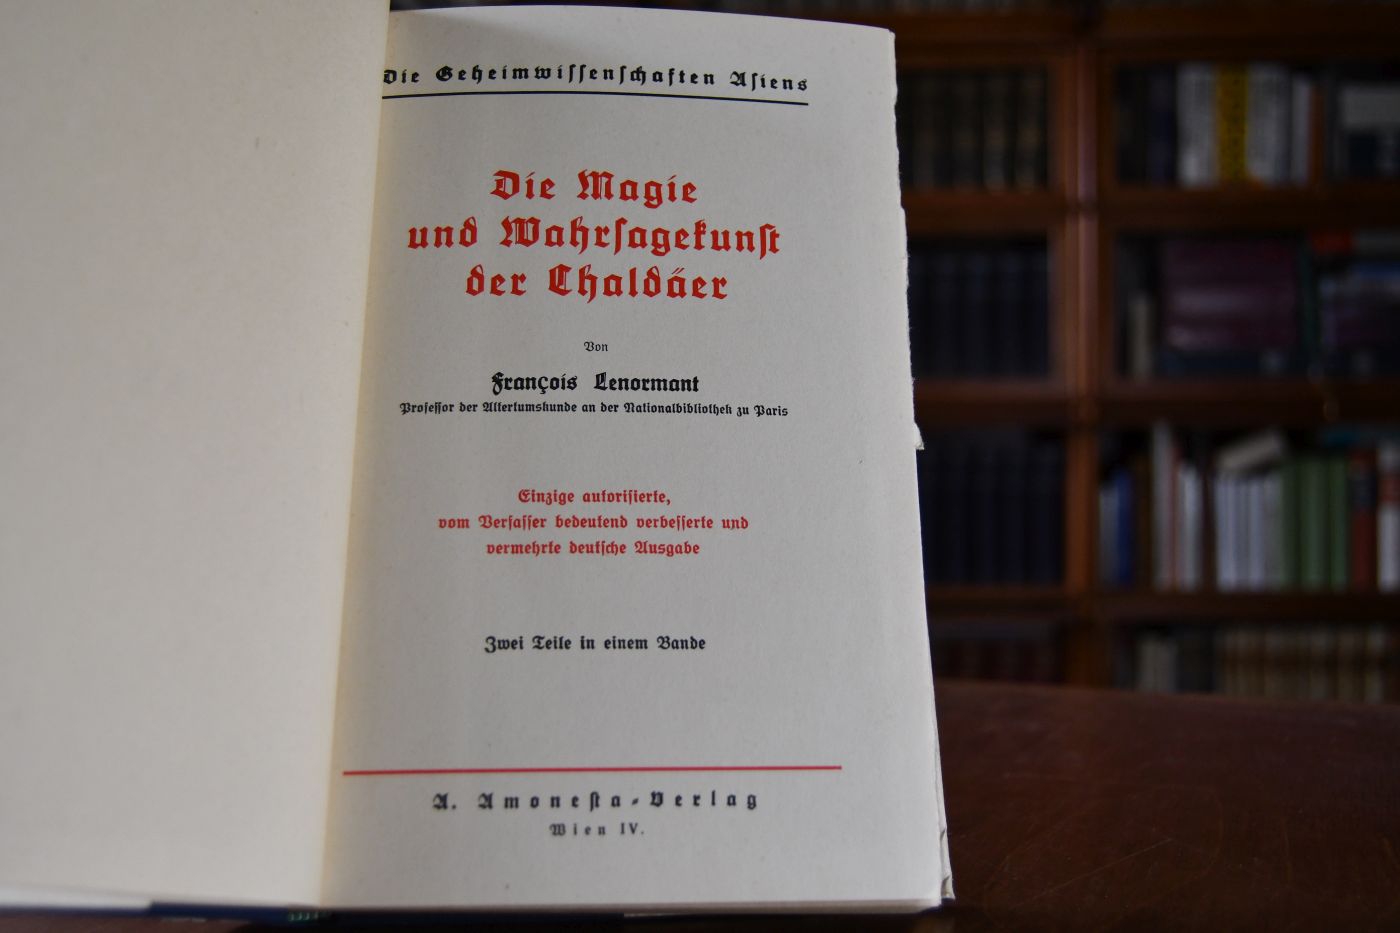 Die Geheimwissenschaften Asiens
Die Magie
und Wahrsagekunst
der Chaldäer
Von
François Lenormant
Professor der Altertumskunde an der Nationalbibliothek zu Paris
Einzige autorisierte,
vom Verfasser bedeutend verbesserte und
vermehrte deutsche Ausgabe
Zwei Teile in einem Bande
A. Amonesta-Verlag
Wien IV.